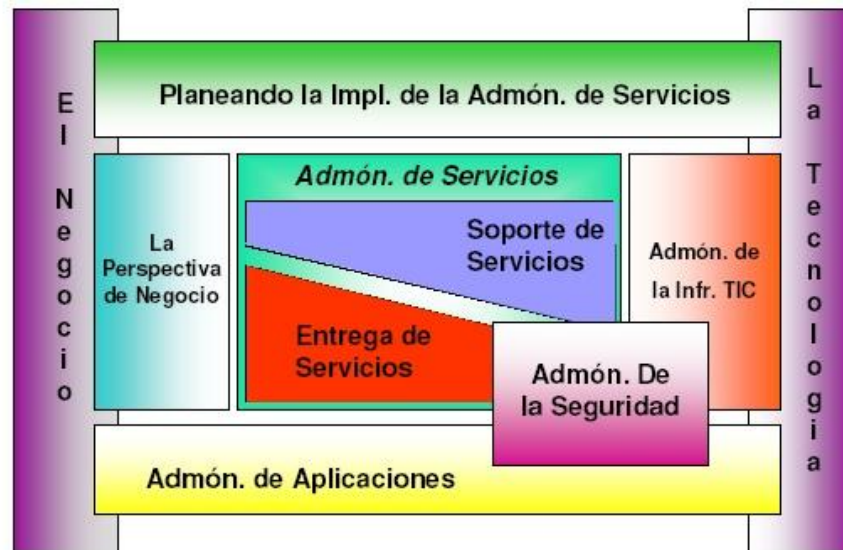 El Negocio
Planeando la Impl. de la Admón. de Servicios
La Tecnologia
La
Perspectiva
de Negocio
Admón. de Servicios
Soporte de
Servicios
Entrega de
Servicios
Admón. de
la Infr. TIC
Admón. De
la Seguridad
Admón. de Aplicaciones